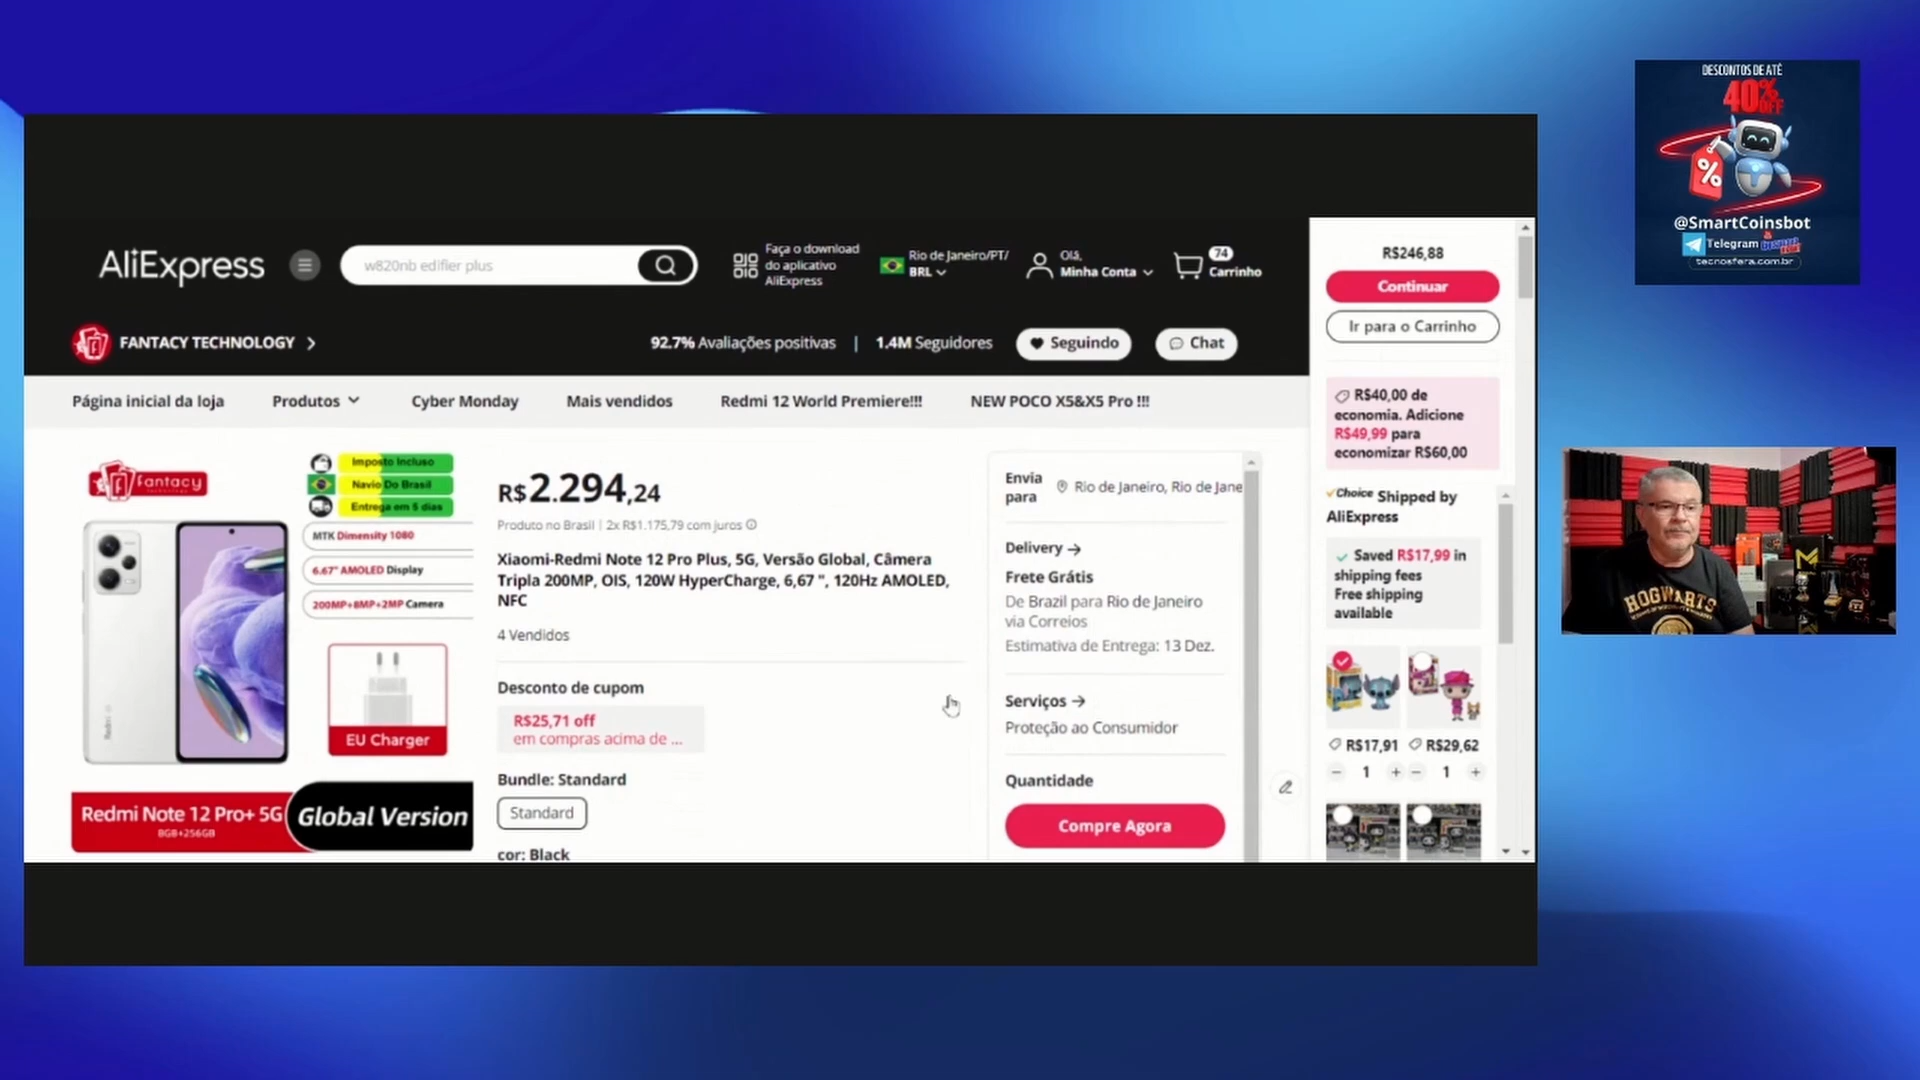 DESCONTOS DE ATÉ
40% OFF
@SmartCoinsbot
Telegram
tecnosfera.com.br
AliExpress
w820nb edifier plus
Faça o download
do aplicativo
AliExpress
Rio de Janeiro/PT/
BRL
Olá,
Minha Conta
74
Carrinho
FANTACY TECHNOLOGY
92.7% Avaliações positivas | 1.4M Seguidores
Seguindo
Chat
Página inicial da loja
Produtos
Cyber Monday
Mais vendidos
Redmi 12 World Premiere!!!
NEW POCO X5&X5 Pro !!!
fantacy
Imposto Incluso
Navio Do Brasil
Entrega em 5 dias
MTK Dimensity 1080
6.67" AMOLED Display
200MP+8MP+2MP Camera
Redmi
EU Charger
Redmi Note 12 Pro+ 5G
8GB+256GB
Global Version
R$2.294,24
Produto no Brasil | 2x R$1.175,79 com juros
Xiaomi-Redmi Note 12 Pro Plus, 5G, Versão Global, Câmera
Tripla 200MP, OIS, 120W HyperCharge, 6,67 ", 120Hz AMOLED,
NFC
4 Vendidos
Desconto de cupom
R$25,71 off
em compras acima de ...
Bundle: Standard
Standard
cor: Black
Envia
para
Rio de Janeiro, Rio de Jane
Delivery
Frete Grátis
De Brazil para Rio de Janeiro
via Correios
Estimativa de Entrega: 13 Dez.
Serviços
Proteção ao Consumidor
Quantidade
Compre Agora
R$246,88
Continuar
Ir para o Carrinho
R$40,00 de
economia. Adicione
R$49,99 para
economizar R$60,00
Choice Shipped by
AliExpress
Saved R$17,99 in
shipping fees
Free shipping
available
R$17,91
R$29,62
1
1
HOGWARTS